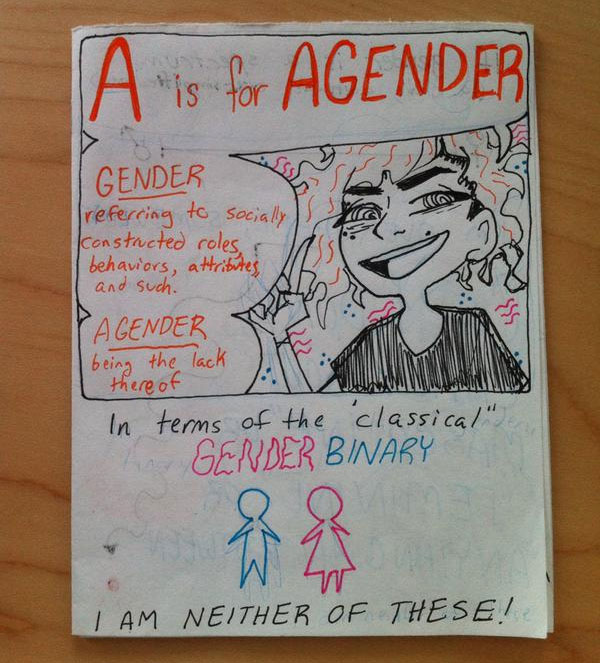 A is for AGENDER
GENDER
referring to socially
constructed roles,
behaviors, attributes,
and such.
AGENDER
being the lack
thereof
In terms of the 'classical"
GENDER BINARY
I AM NEITHER OF THESE!